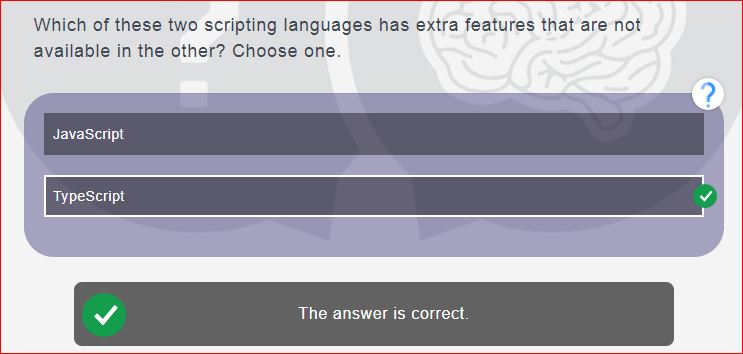 Which of these two scripting languages has extra features that are not
available in the other? Choose one.
?
JavaScript
TypeScript
The answer is correct.